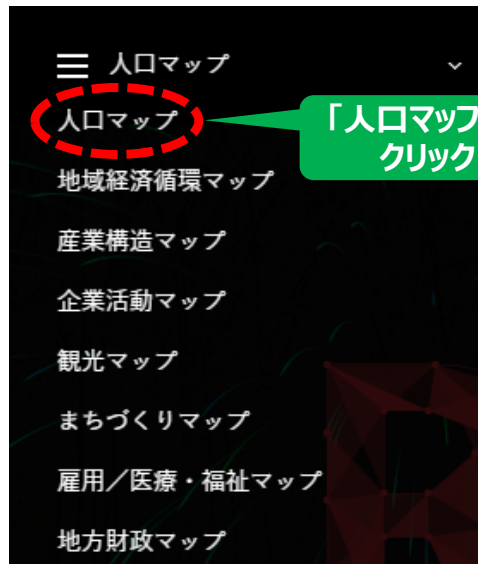 人口マップ
人口マップ
「人口マップ
クリック
地域経済循環マップ
産業構造マップ
企業活動マップ
観光マップ
まちづくりマップ
雇用／医療・福祉マップ
地方財政マップ